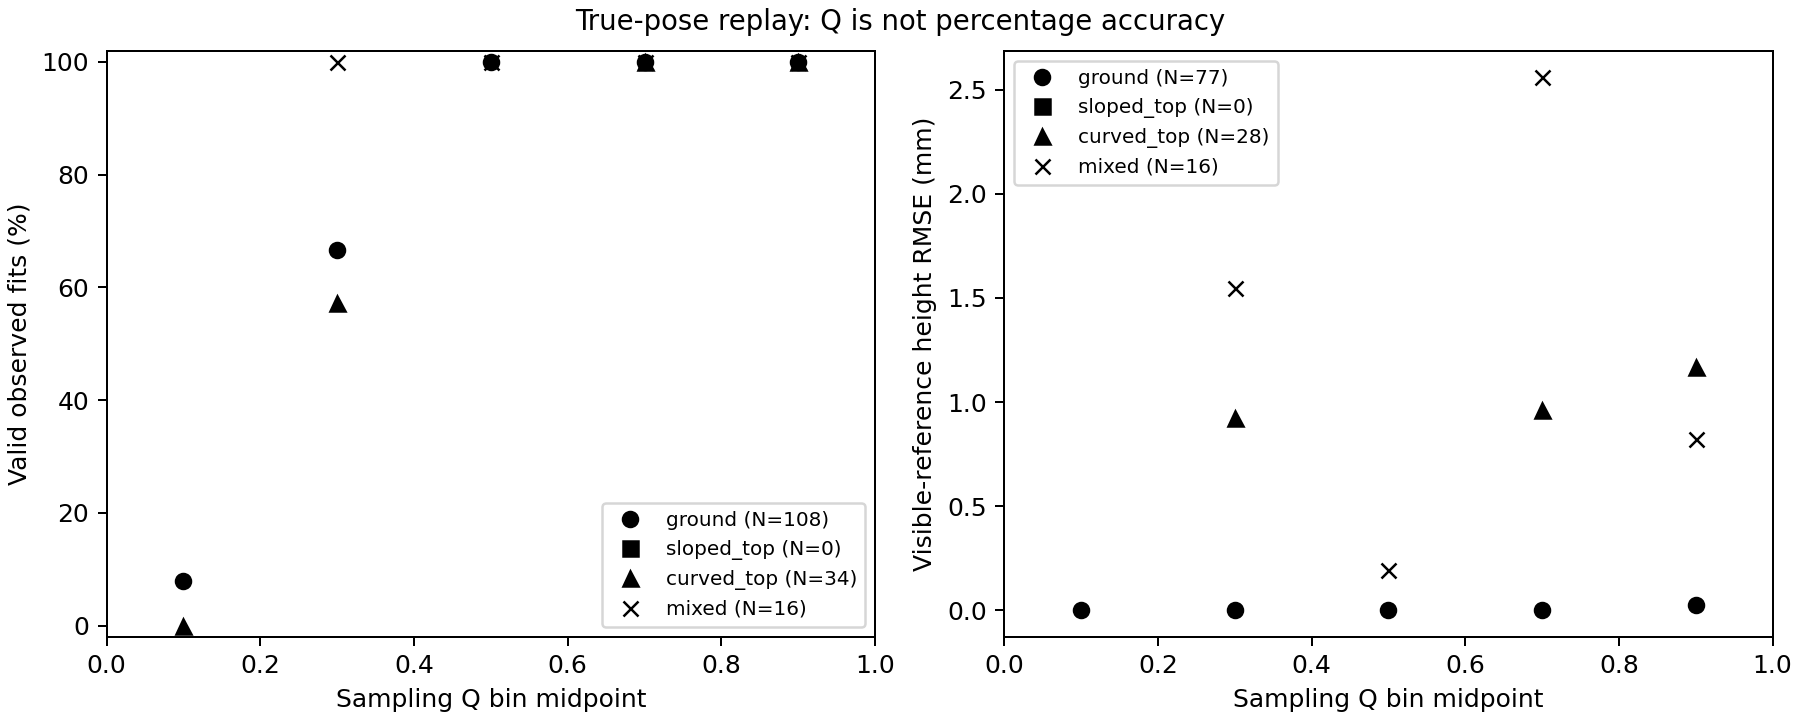 True-pose replay: Q is not percentage accuracy
Valid observed fits (%)
100
80
60
40
20
0
0.0 0.2 0.4 0.6 0.8 1.0
Sampling Q bin midpoint
ground (N=108)
sloped_top (N=0)
curved_top (N=34)
mixed (N=16)
Visible-reference height RMSE (mm)
2.5
2.0
1.5
1.0
0.5
0.0
0.0 0.2 0.4 0.6 0.8 1.0
Sampling Q bin midpoint
ground (N=77)
sloped_top (N=0)
curved_top (N=28)
mixed (N=16)